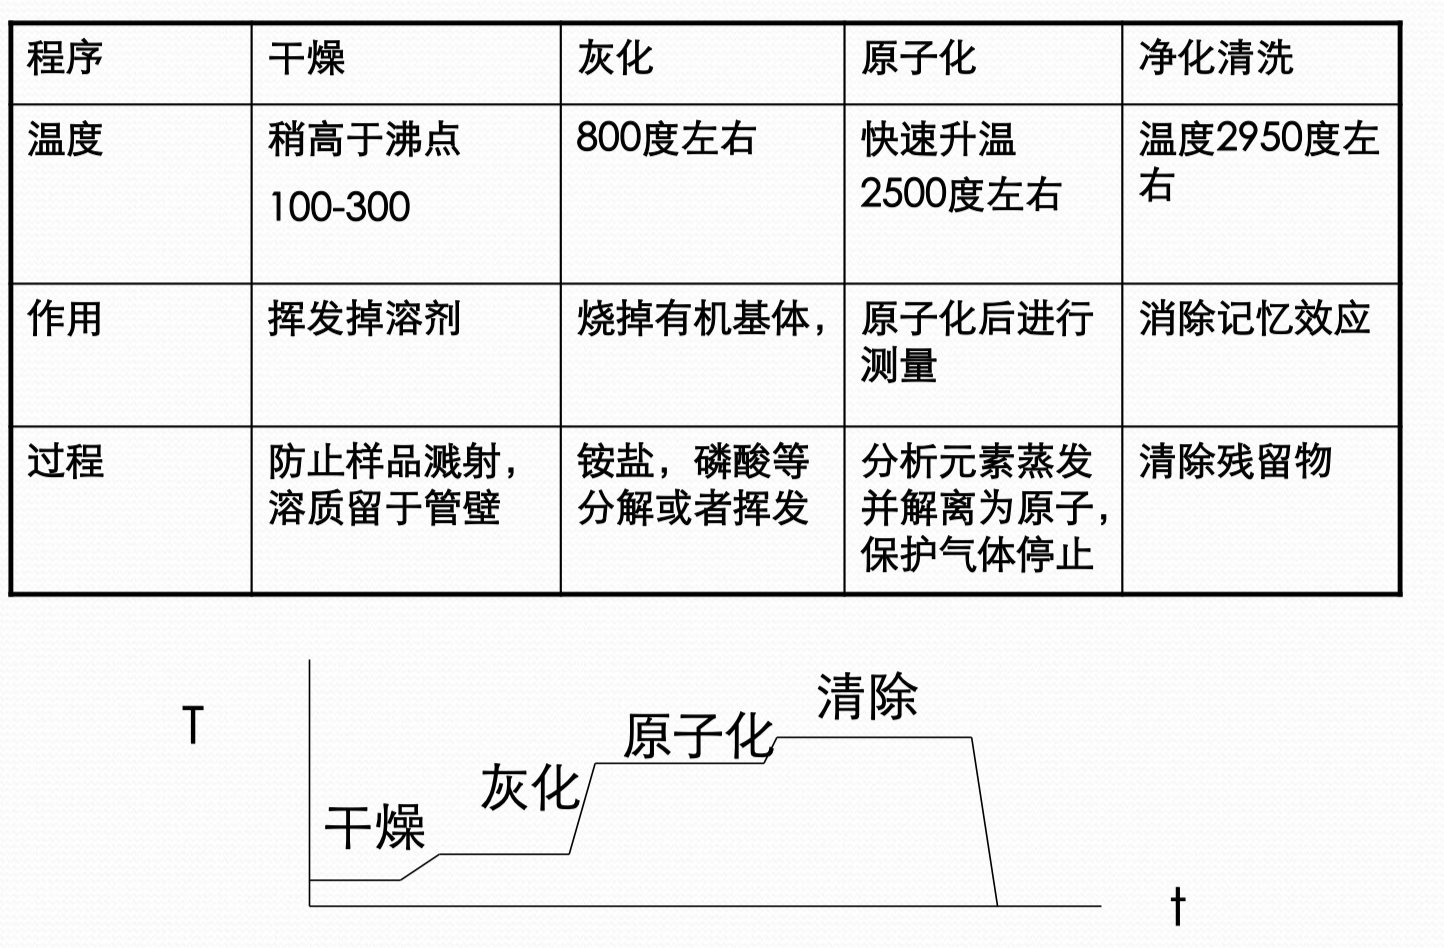 程序
干燥
灰化
原子化
净化清洗
温度
稍高于沸点
100-300
800度左右
快速升温
2500度左右
温度2950度左
右
作用
挥发掉溶剂
烧掉有机基体，
原子化后进行
测量
消除记忆效应
过程
防止样品溅射，
溶质留于管壁
铵盐，磷酸等
分解或者挥发
分析元素蒸发
并解离为原子，
保护气体停止
清除残留物
T
干燥
灰化
原子化
清除
t